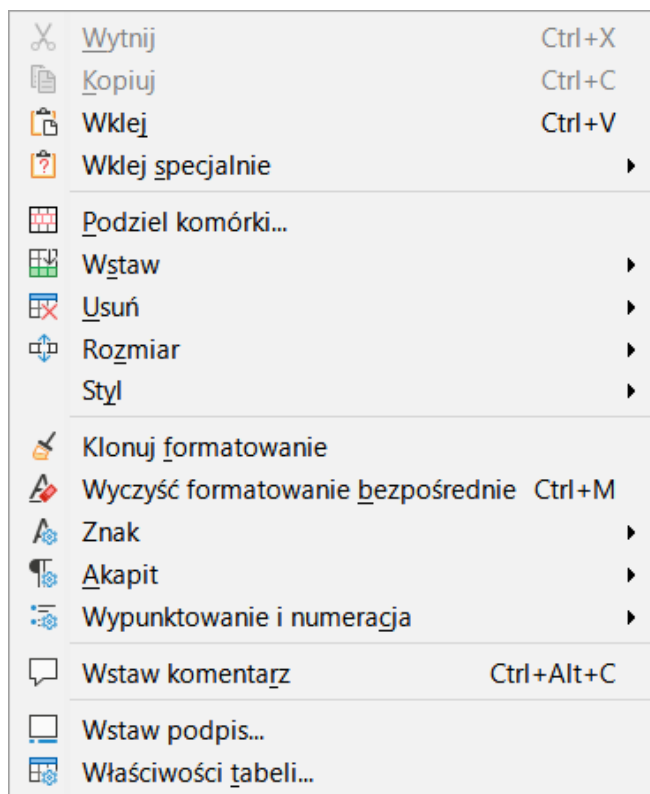 Wytnij Ctrl+X
Kopiuj Ctrl+C
Wklej Ctrl+V
Wklej specjalnie
Podziel komórki...
Wstaw
Usuń
Rozmiar
Styl
Klonuj formatowanie
Wyczyść formatowanie bezpośrednie Ctrl+M
Znak
Akapit
Wypunktowanie i numeracja
Wstaw komentarz Ctrl+Alt+C
Wstaw podpis...
Właściwości tabeli...